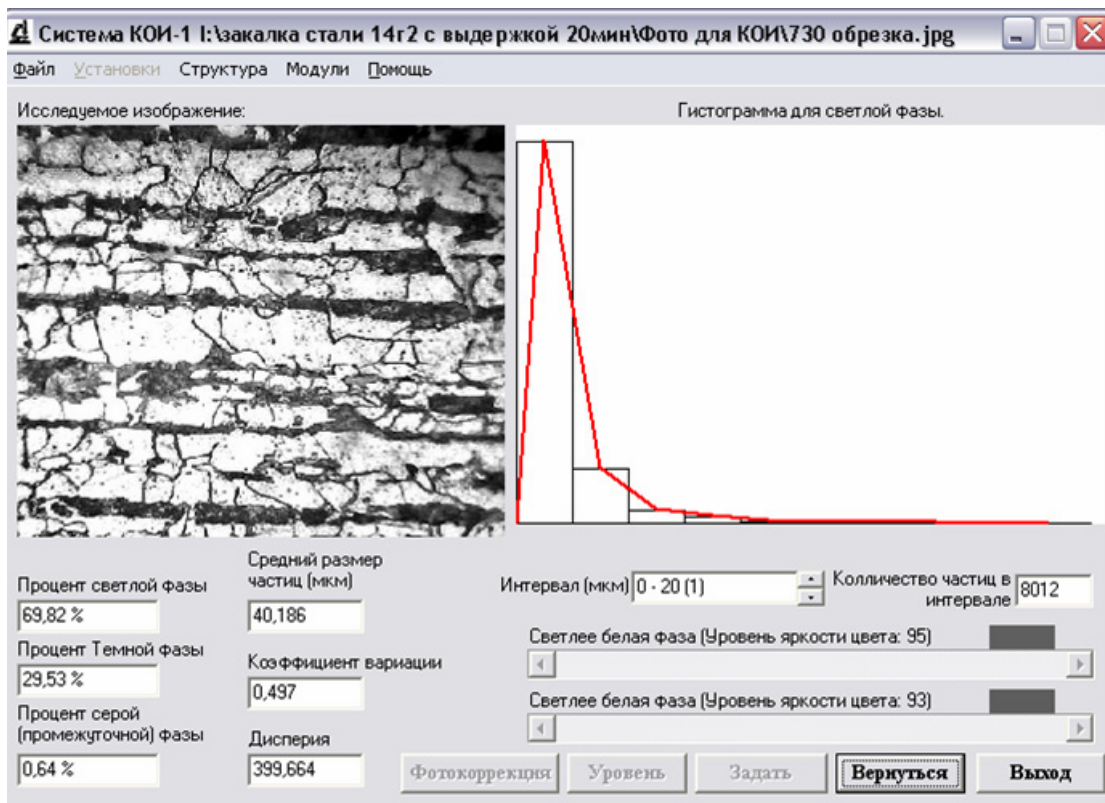 Система КОИ-1 I:\закалка стали 14г2 с выдержкой 20мин\Фото для КОИ\730 обрезка.jpg
Файл Установки Структура Модули Помощь
Исследуемое изображение:
Гистограмма для светлой фазы.
Процент светлой фазы
69,82 %
Процент Темной фазы
29,53 %
Процент серой
(промежуточной) фазы
0,64 %
Средний размер
частиц (мкм)
40,186
Коэффициент вариации
0,497
Дисперия
399,664
Интервал (мкм) 0 - 20 (1)
Колличество частиц в
интервале 8012
Светлее белая фаза (Уровень яркости цвета: 95)
Светлее белая фаза (Уровень яркости цвета: 93)
Фотокоррекция Уровень Задать Вернуться Выход